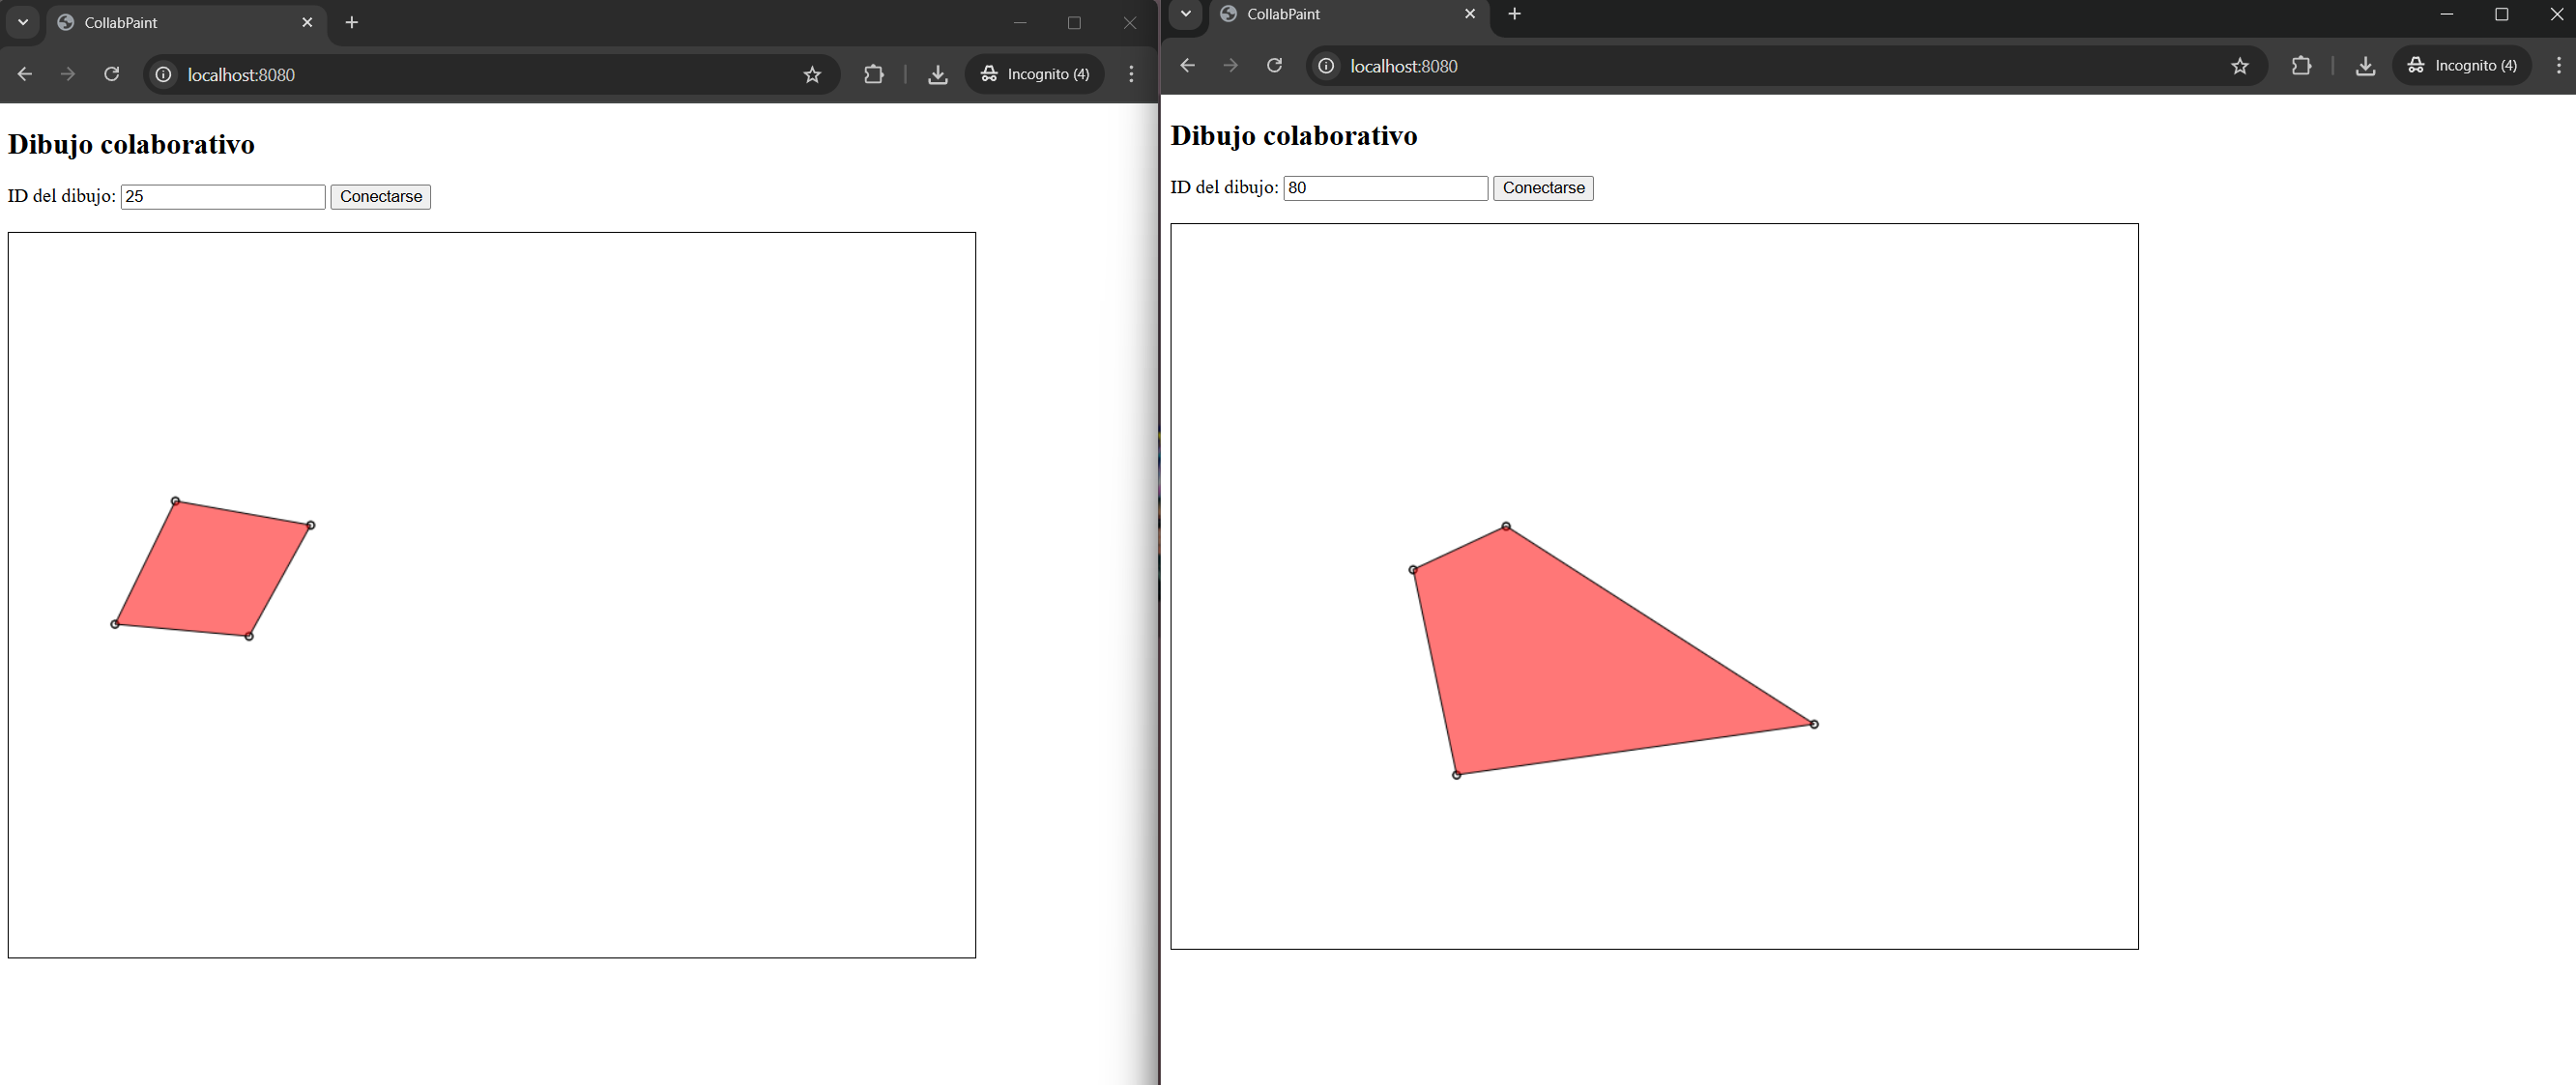 CollabPaint
localhost:8080
Incognito (4)
Dibujo colaborativo
ID del dibujo: 25 Conectarse
CollabPaint
localhost:8080
Incognito (4)
Dibujo colaborativo
ID del dibujo: 80 Conectarse